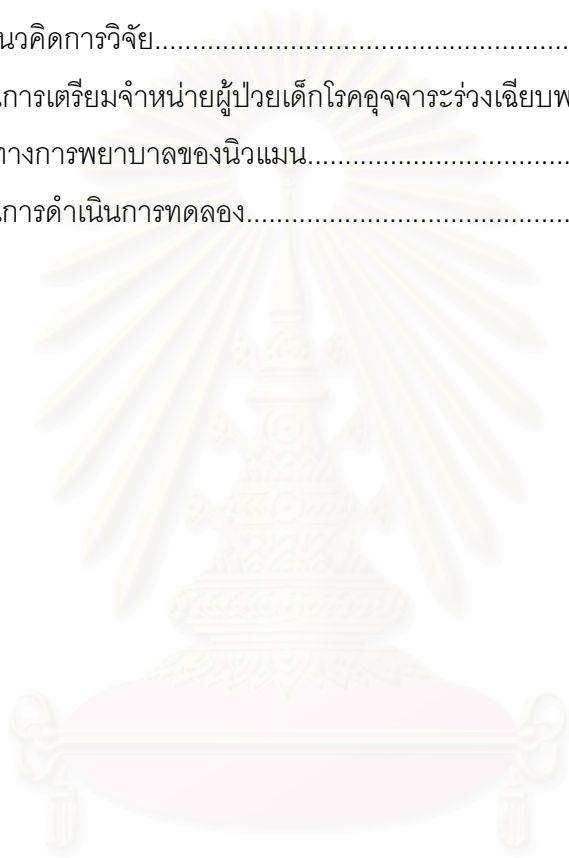 นวคิดการวิจัย.......................................................
การเตรียมจำหน่ายผู้ป่วยเด็กโรคอุจจาระร่วงเฉียบพ
ทางการพยาบาลของนิวแมน...................................
การดำเนินการทดลอง...........................................